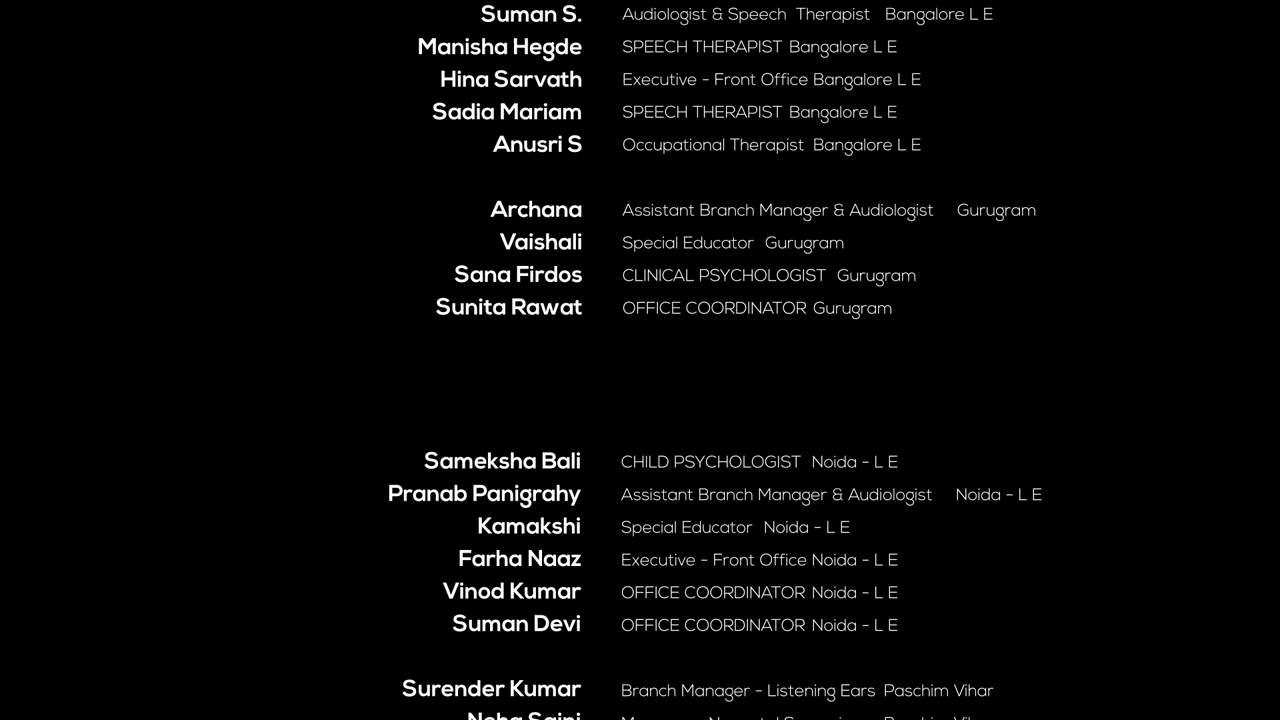 Suman S. Audiologist & Speech Therapist Bangalore L E
Manisha Hegde SPEECH THERAPIST Bangalore L E
Hina Sarvath Executive - Front Office Bangalore L E
Sadia Mariam SPEECH THERAPIST Bangalore L E
Anusri S Occupational Therapist Bangalore L E
Archana Assistant Branch Manager & Audiologist Gurugram
Vaishali Special Educator Gurugram
Sana Firdos CLINICAL PSYCHOLOGIST Gurugram
Sunita Rawat OFFICE COORDINATOR Gurugram
Sameksha Bali CHILD PSYCHOLOGIST Noida - L E
Pranab Panigrahy Assistant Branch Manager & Audiologist Noida - L E
Kamakshi Special Educator Noida - L E
Farha Naaz Executive - Front Office Noida - L E
Vinod Kumar OFFICE COORDINATOR Noida - L E
Suman Devi OFFICE COORDINATOR Noida - L E
Surender Kumar Branch Manager - Listening Ears Paschim Vihar